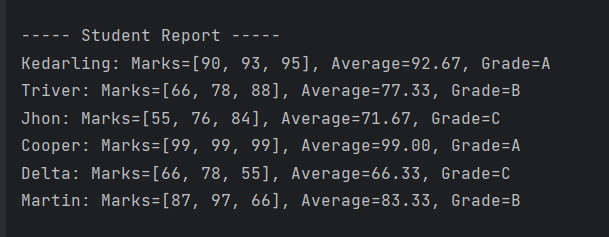 ----- Student Report -----
Kedarling: Marks=[90, 93, 95], Average=92.67, Grade=A
Triver: Marks=[66, 78, 88], Average=77.33, Grade=B
Jhon: Marks=[55, 76, 84], Average=71.67, Grade=C
Cooper: Marks=[99, 99, 99], Average=99.00, Grade=A
Delta: Marks=[66, 78, 55], Average=66.33, Grade=C
Martin: Marks=[87, 97, 66], Average=83.33, Grade=B